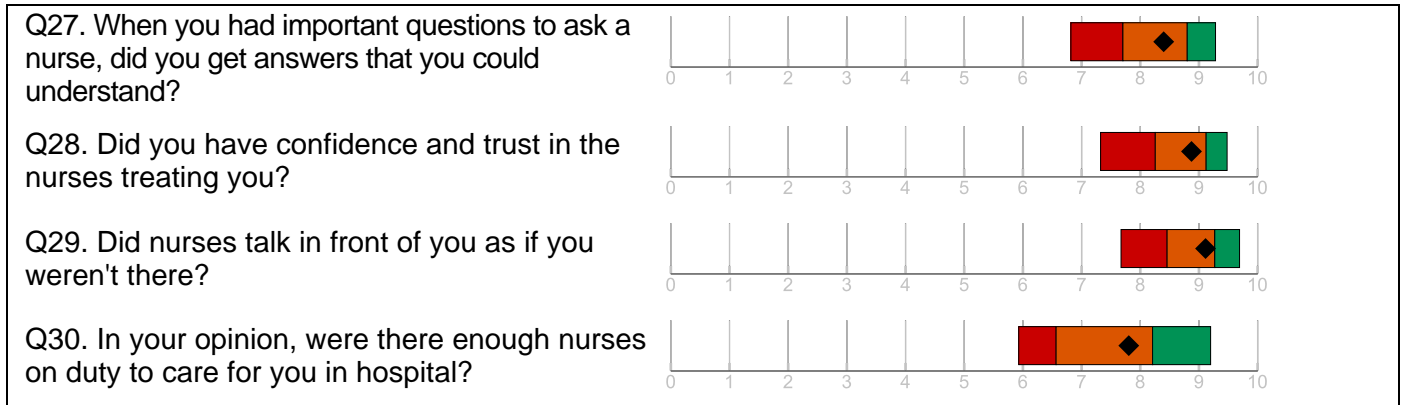 Q27. When you had important questions to ask a
nurse, did you get answers that you could
understand?
0 1 2 3 4 5 6 7 8 9 10
Q28. Did you have confidence and trust in the
nurses treating you?
0 1 2 3 4 5 6 7 8 9 10
Q29. Did nurses talk in front of you as if you
weren't there?
0 1 2 3 4 5 6 7 8 9 10
Q30. In your opinion, were there enough nurses
on duty to care for you in hospital?
0 1 2 3 4 5 6 7 8 9 10